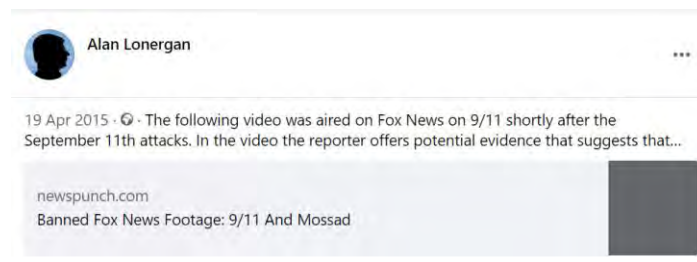 Alan Lonergan
19 Apr 2015 · · The following video was aired on Fox News on 9/11 shortly after the
September 11th attacks. In the video the reporter offers potential evidence that suggests that...
newspunch.com
Banned Fox News Footage: 9/11 And Mossad